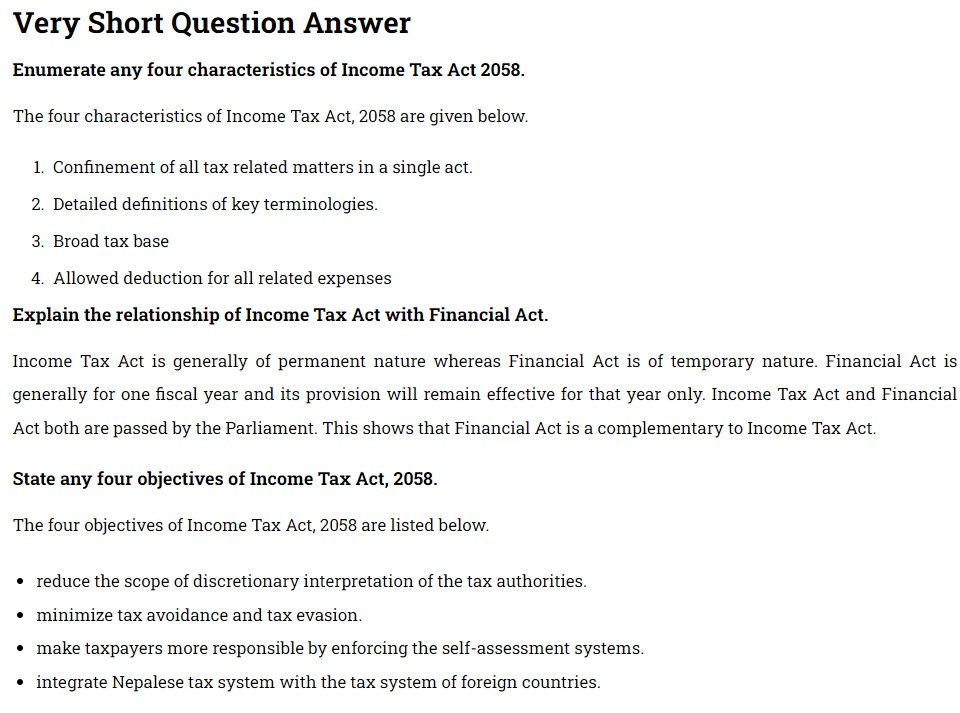 Very Short Question Answer
Enumerate any four characteristics of Income Tax Act 2058.
The four characteristics of Income Tax Act, 2058 are given below.
1. Confinement of all tax related matters in a single act.
2. Detailed definitions of key terminologies.
3. Broad tax base
4. Allowed deduction for all related expenses
Explain the relationship of Income Tax Act with Financial Act.
Income Tax Act is generally of permanent nature whereas Financial Act is of temporary nature. Financial Act is
generally for one fiscal year and its provision will remain effective for that year only. Income Tax Act and Financial
Act both are passed by the Parliament. This shows that Financial Act is a complementary to Income Tax Act.
State any four objectives of Income Tax Act, 2058.
The four objectives of Income Tax Act, 2058 are listed below.
• reduce the scope of discretionary interpretation of the tax authorities.
• minimize tax avoidance and tax evasion.
• make taxpayers more responsible by enforcing the self-assessment systems.
• integrate Nepalese tax system with the tax system of foreign countries.